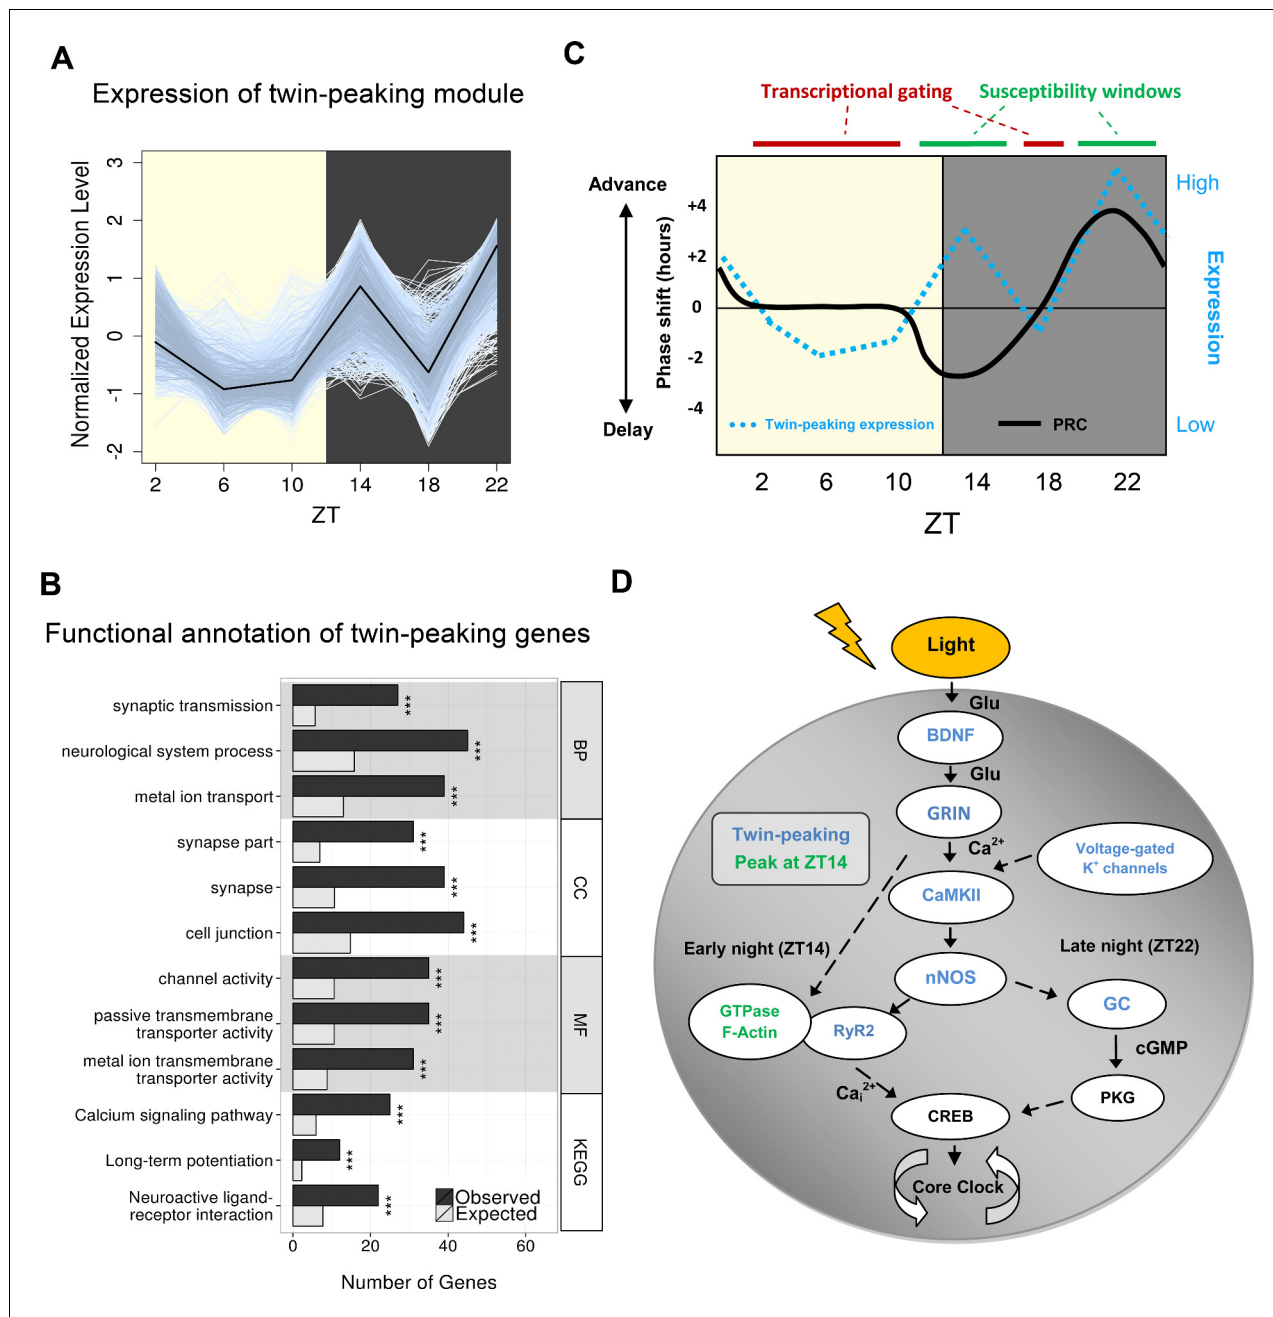 A
Expression of twin-peaking module
Normalized Expression Level
3
2
1
0
-1
-2
2 6 10 14 18 22
ZT
C
Transcriptional gating
Susceptibility windows
Advance
Delay
Phase shift (hours)
+4
+2
0
-2
-4
High
Expression
Low
Twin-peaking expression
PRC
2 6 10 14 18 22
ZT
B
Functional annotation of twin-peaking genes
synaptic transmission
***
neurological system process
***
metal ion transport
***
BP
synapse part
***
synapse
***
cell junction
***
CC
channel activity
***
passive transmembrane
transporter activity
***
metal ion transmembrane
transporter activity
***
MF
Calcium signaling pathway
***
Long-term potentiation
***
Neuroactive ligand-
receptor interaction
***
KEGG
Observed
Expected
0 20 40 60
Number of Genes
D
Light
Glu
BDNF
Glu
GRIN
Twin-peaking
Peak at ZT14
Ca2+
Voltage-gated
K+ channels
CaMKII
Early night (ZT14)
Late night (ZT22)
nNOS
GC
GTPase
F-Actin
RyR2
cGMP
Cai2+
PKG
CREB
Core Clock